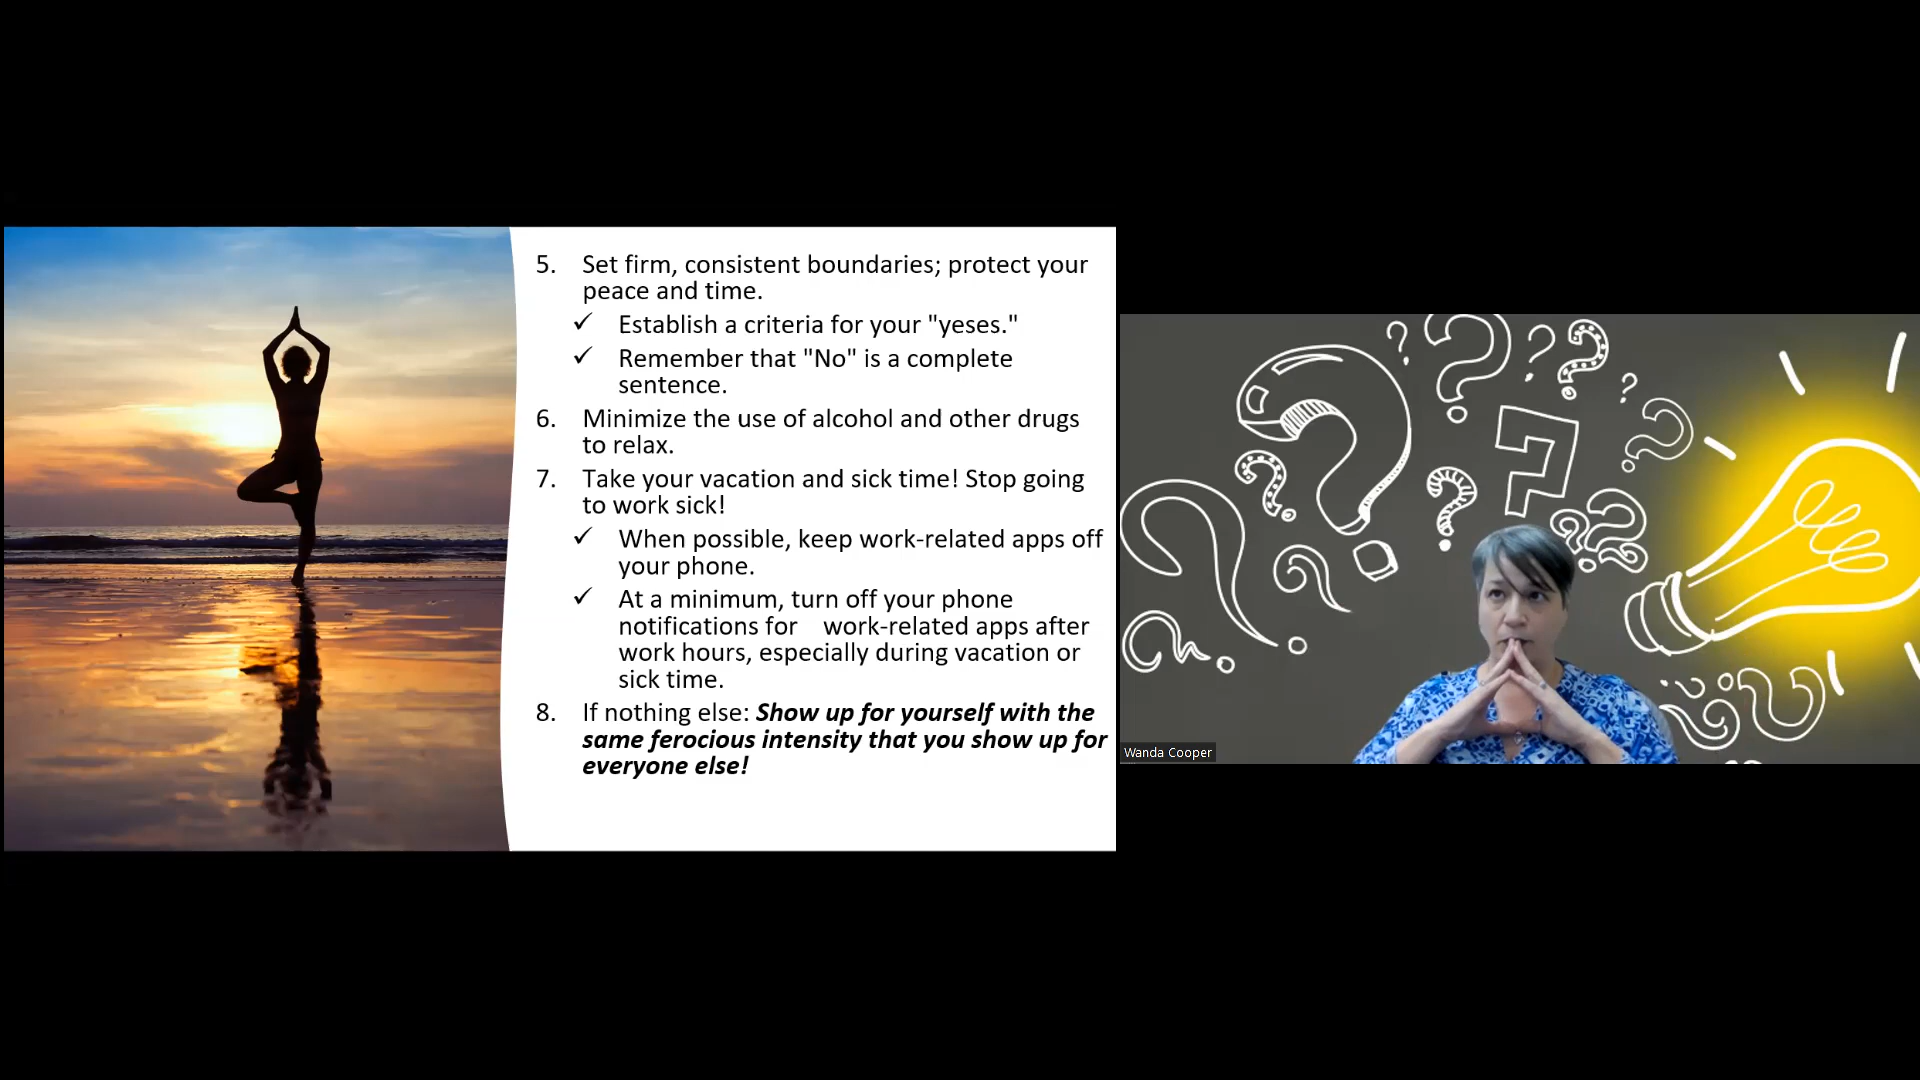 5. Set firm, consistent boundaries; protect your
peace and time.
✓ Establish a criteria for your "yeses."
✓ Remember that "No" is a complete
sentence.
6. Minimize the use of alcohol and other drugs
to relax.
7. Take your vacation and sick time! Stop going
to work sick!
✓ When possible, keep work-related apps off
your phone.
✓ At a minimum, turn off your phone
notifications for    work-related apps after
work hours, especially during vacation or
sick time.
8. If nothing else: Show up for yourself with the
same ferocious intensity that you show up for
everyone else!
Wanda Cooper